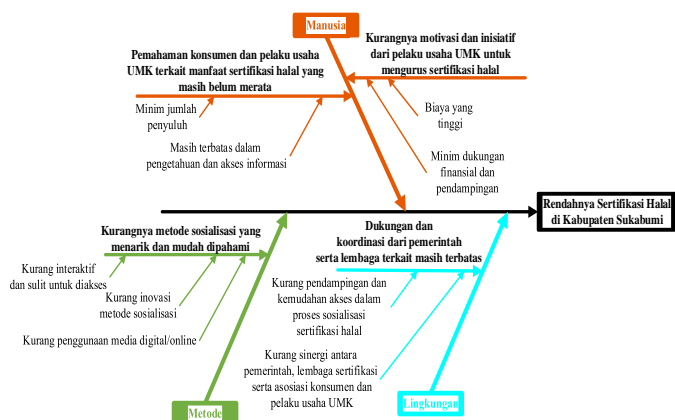 Manusia
Pemahaman konsumen dan pelaku usaha
UMK terkait manfaat sertifikasi halal yang
masih belum merata
Kurangnya motivasi dan inisiatif
dari pelaku usaha UMK untuk
mengurus sertifikasi halal
Minim jumlah
penyuluh
Masih terbatas dalam
pengetahuan dan akses informasi
Biaya yang
tinggi
Minim dukungan
finansial dan
pendampingan
Rendahnya Sertifikasi Halal
di Kabupaten Sukabumi
Kurangnya metode sosialisasi yang
menarik dan mudah dipahami
Kurang interaktif
dan sulit untuk diakses
Kurang inovasi
metode sosialisasi
Kurang penggunaan media digital/online
Dukungan dan
koordinasi dari pemerintah
serta lembaga terkait masih terbatas
Kurang pendampingan dan
kemudahan akses dalam
proses sosialisasi
sertifikasi halal
Kurang sinergi antara
pemerintah, lembaga sertifikasi
serta asosiasi konsumen dan
pelaku usaha UMK
Metode
Lingkungan